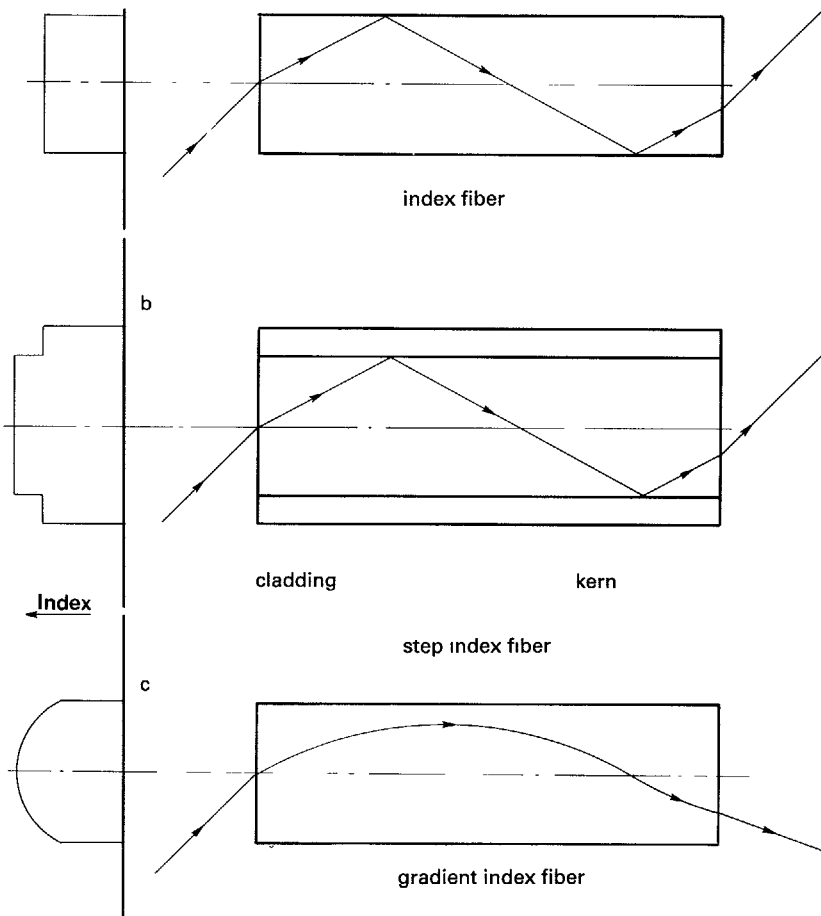 index fiber
b
cladding kern
Index
step index fiber
c
gradient index fiber